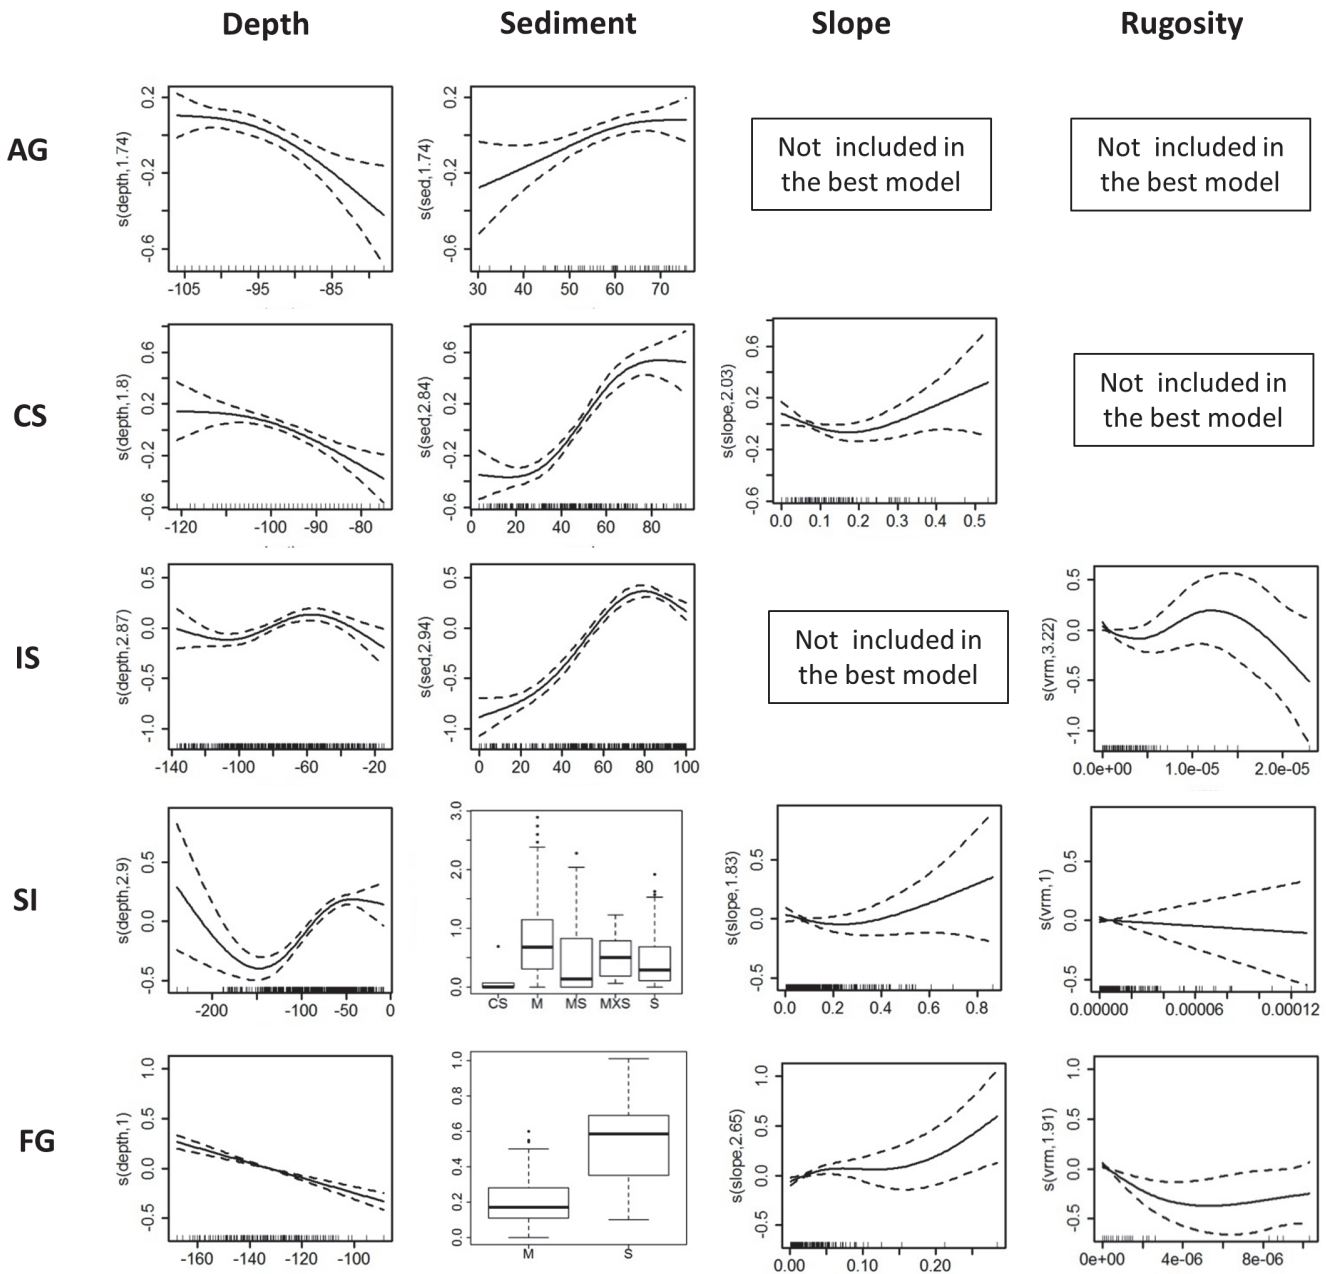 Depth Sediment Slope Rugosity
AG
s(depth,1.74)
0.2 -0.2 -0.6
-105 -95 -85
s(sed,1.74)
0.2 -0.2 -0.6
30 40 50 60 70
Not included in
the best model
Not included in
the best model
CS
s(depth,1.8)
0.6 0.2 -0.2 -0.6
-120 -100 -90 -80
s(sed,2.84)
0.6 0.2 -0.2 -0.6
0 20 40 60 80
s(slope,2.03)
0.6 0.2 -0.2 -0.6
0.0 0.1 0.2 0.3 0.4 0.5
Not included in
the best model
IS
s(depth,2.87)
0.5 0.0 -0.5 -1.0
-140 -100 -60 -20
s(sed,2.94)
0.5 0.0 -0.5 -1.0
0 20 40 60 80 100
Not included in
the best model
s(vrm,3.22)
0.5 0.0 -0.5 -1.0
0.0e+00 1.0e-05 2.0e-05
SI
s(depth,2.9)
0.5 0.0 -0.5
-200 -100 -50 0
3.0 2.0 1.0 0.0
CS M MS MXS S
s(slope,1.83)
0.5 0.0 -0.5
0.0 0.2 0.4 0.6 0.8
s(vrm,1)
0.5 0.0 -0.5
0.00000 0.00006 0.00012
FG
s(depth,1)
1.0 0.5 0.0 -0.5
-160 -140 -120 -100
1.0 0.8 0.6 0.4 0.2 0.0
M S
s(slope,2.65)
1.0 0.5 0.0 -0.5
0.00 0.10 0.20
s(vrm,1.91)
1.0 0.5 0.0 -0.5
0e+00 4e-06 8e-06